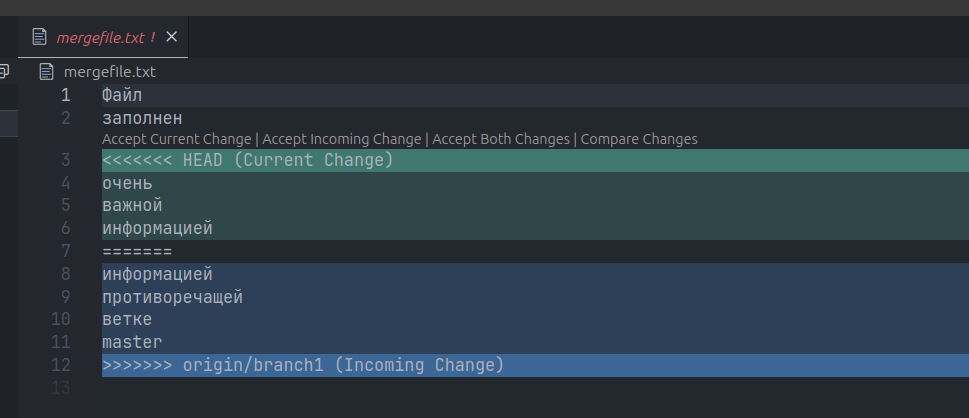 mergefile.txt !
mergefile.txt
1 Файл
2 заполнен
Accept Current Change | Accept Incoming Change | Accept Both Changes | Compare Changes
3 <<<<<<< HEAD (Current Change)
4 очень
5 важной
6 информацией
7 =======
8 информацией
9 противоречащей
10 ветке
11 master
12 >>>>>>> origin/branch1 (Incoming Change)
13